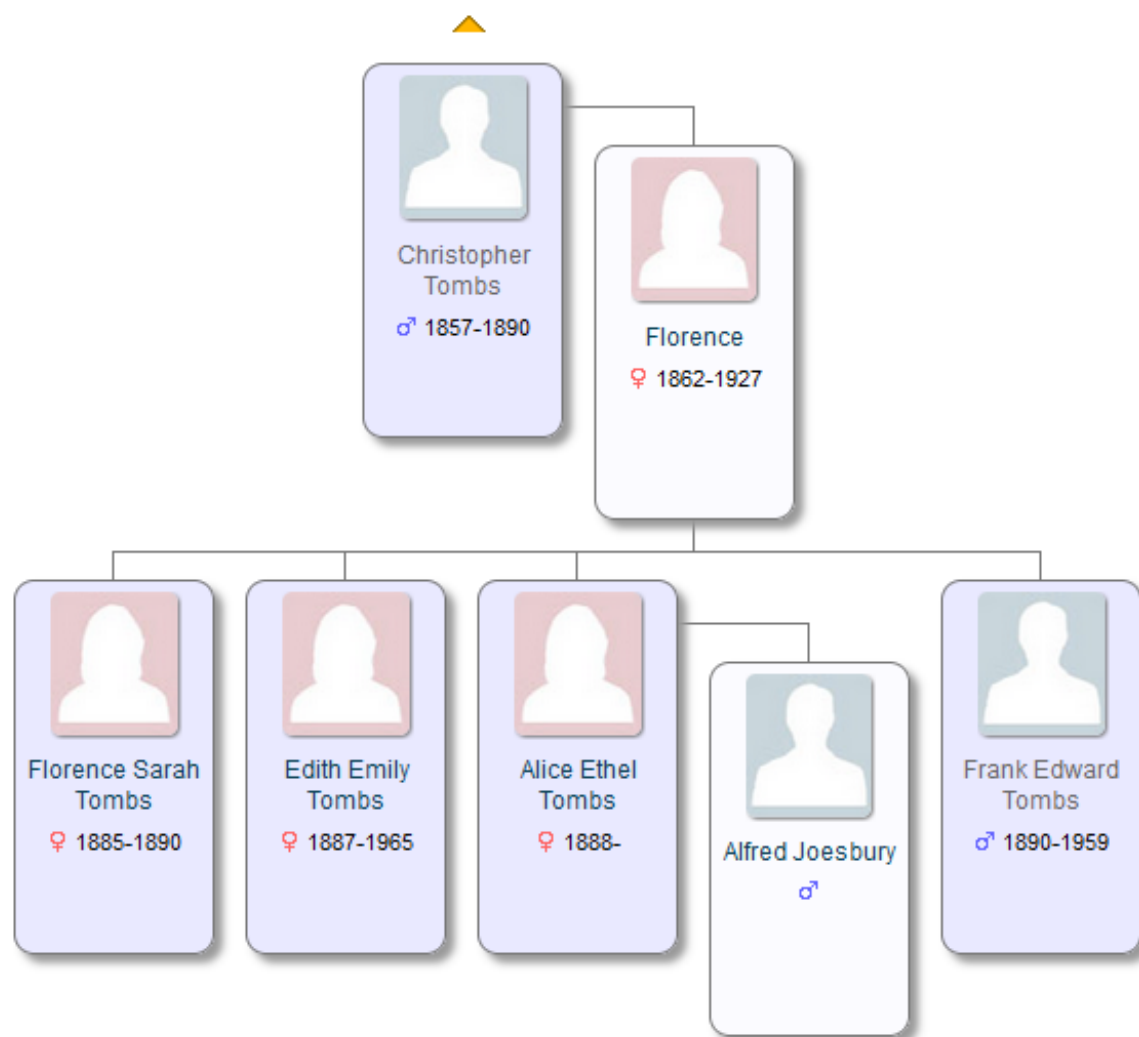 Christopher
Tombs
♂ 1857-1890
Florence
♀ 1862-1927
Florence Sarah
Tombs
♀ 1885-1890
Edith Emily
Tombs
♀ 1887-1965
Alice Ethel
Tombs
♀ 1888-
Alfred Joesbury
♂
Frank Edward
Tombs
♂ 1890-1959